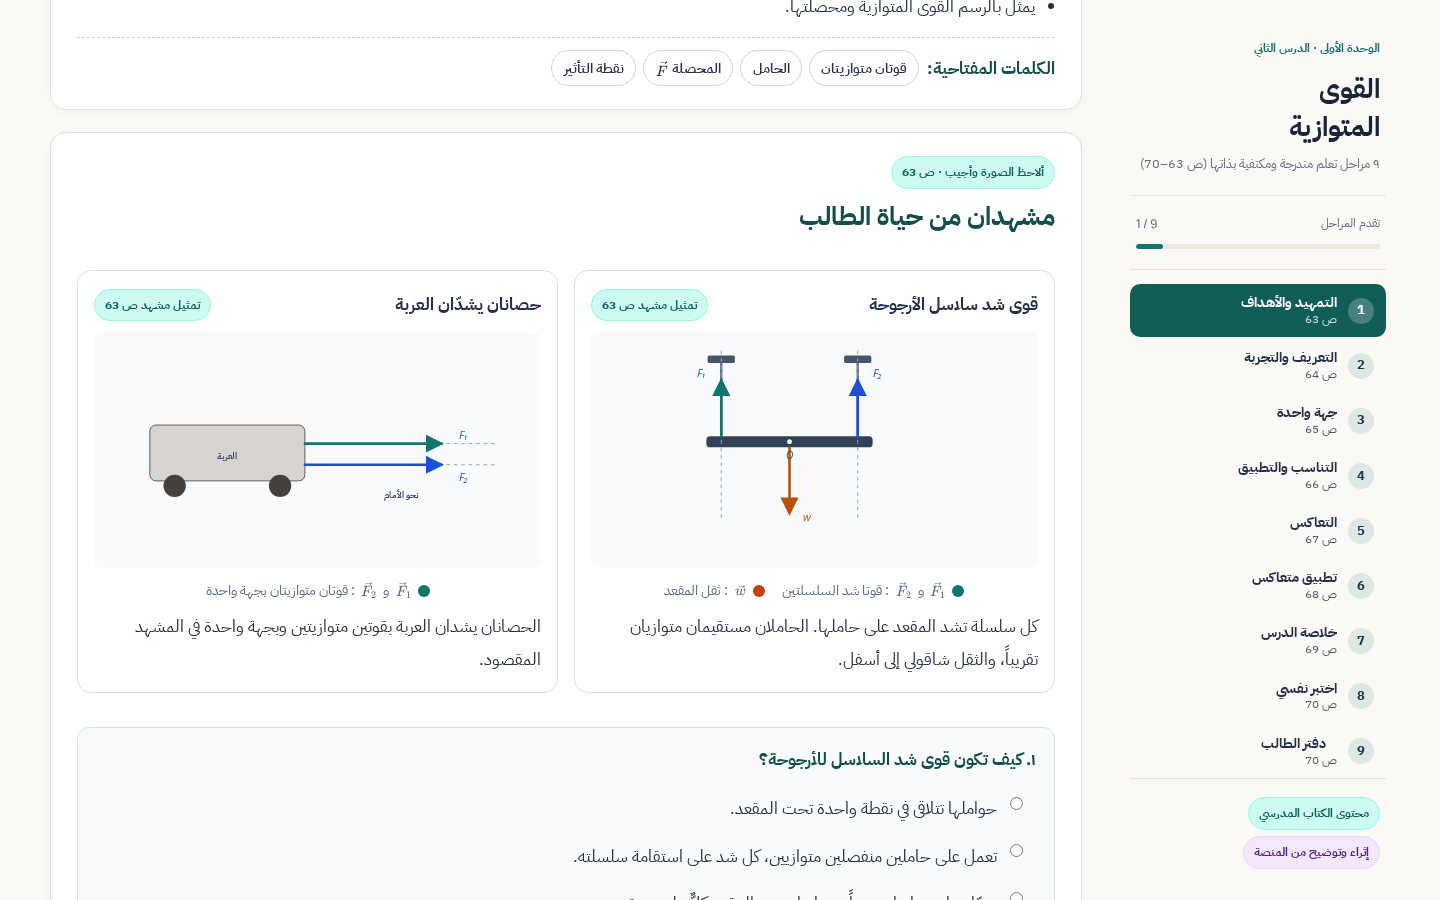 الوحدة الأولى · الدرس الثاني
القوى
المتوازية
٩ مراحل تعلم متدرجة ومكتفية بذاتها (ص 63–70)
تقدم المراحل
1 / 9
1
التمهيد والأهداف
ص 63
2
التعريف والتجربة
ص 64
3
جهة واحدة
ص 65
4
التناسب والتطبيق
ص 66
5
التعاكس
ص 67
6
تطبيق متعاكس
ص 68
7
خلاصة الدرس
ص 69
8
اختبر نفسي
ص 70
9
دفتر الطالب
ص 70
محتوى الكتاب المدرسي
إثراء وتوضيح من المنصة
يمثل بالرسم القوى المتوازية ومحصلتها.
الكلمات المفتاحية: قوتان متوازيتان الحامل المحصلة F⃗ نقطة التأثير
ألاحظ الصورة وأجيب · ص 63
مشهدان من حياة الطالب
قوى شد سلاسل الأرجوحة
تمثيل مشهد ص 63
F₁
F₂
O
w
F⃗₁ و F⃗₂ : قوتا شد السلسلتين w⃗ : ثقل المقعد
كل سلسلة تشد المقعد على حاملها. الحاملان مستقيمان متوازيان
تقريباً، والثقل شاقولي إلى أسفل.
حصانان يشدّان العربة
تمثيل مشهد ص 63
العربة
F₁
F₂
نحو الأمام
F⃗₁ و F⃗₂ : قوتان متوازيتان بجهة واحدة
الحصانان يشدان العربة بقوتين متوازيتين وبجهة واحدة في المشهد
المقصود.
١. كيف تكون قوى شد السلاسل للأرجوحة؟
حواملها تتلاقى في نقطة واحدة تحت المقعد.
تعمل على حاملين منفصلين متوازيين، كل شد على استقامة سلسلته.